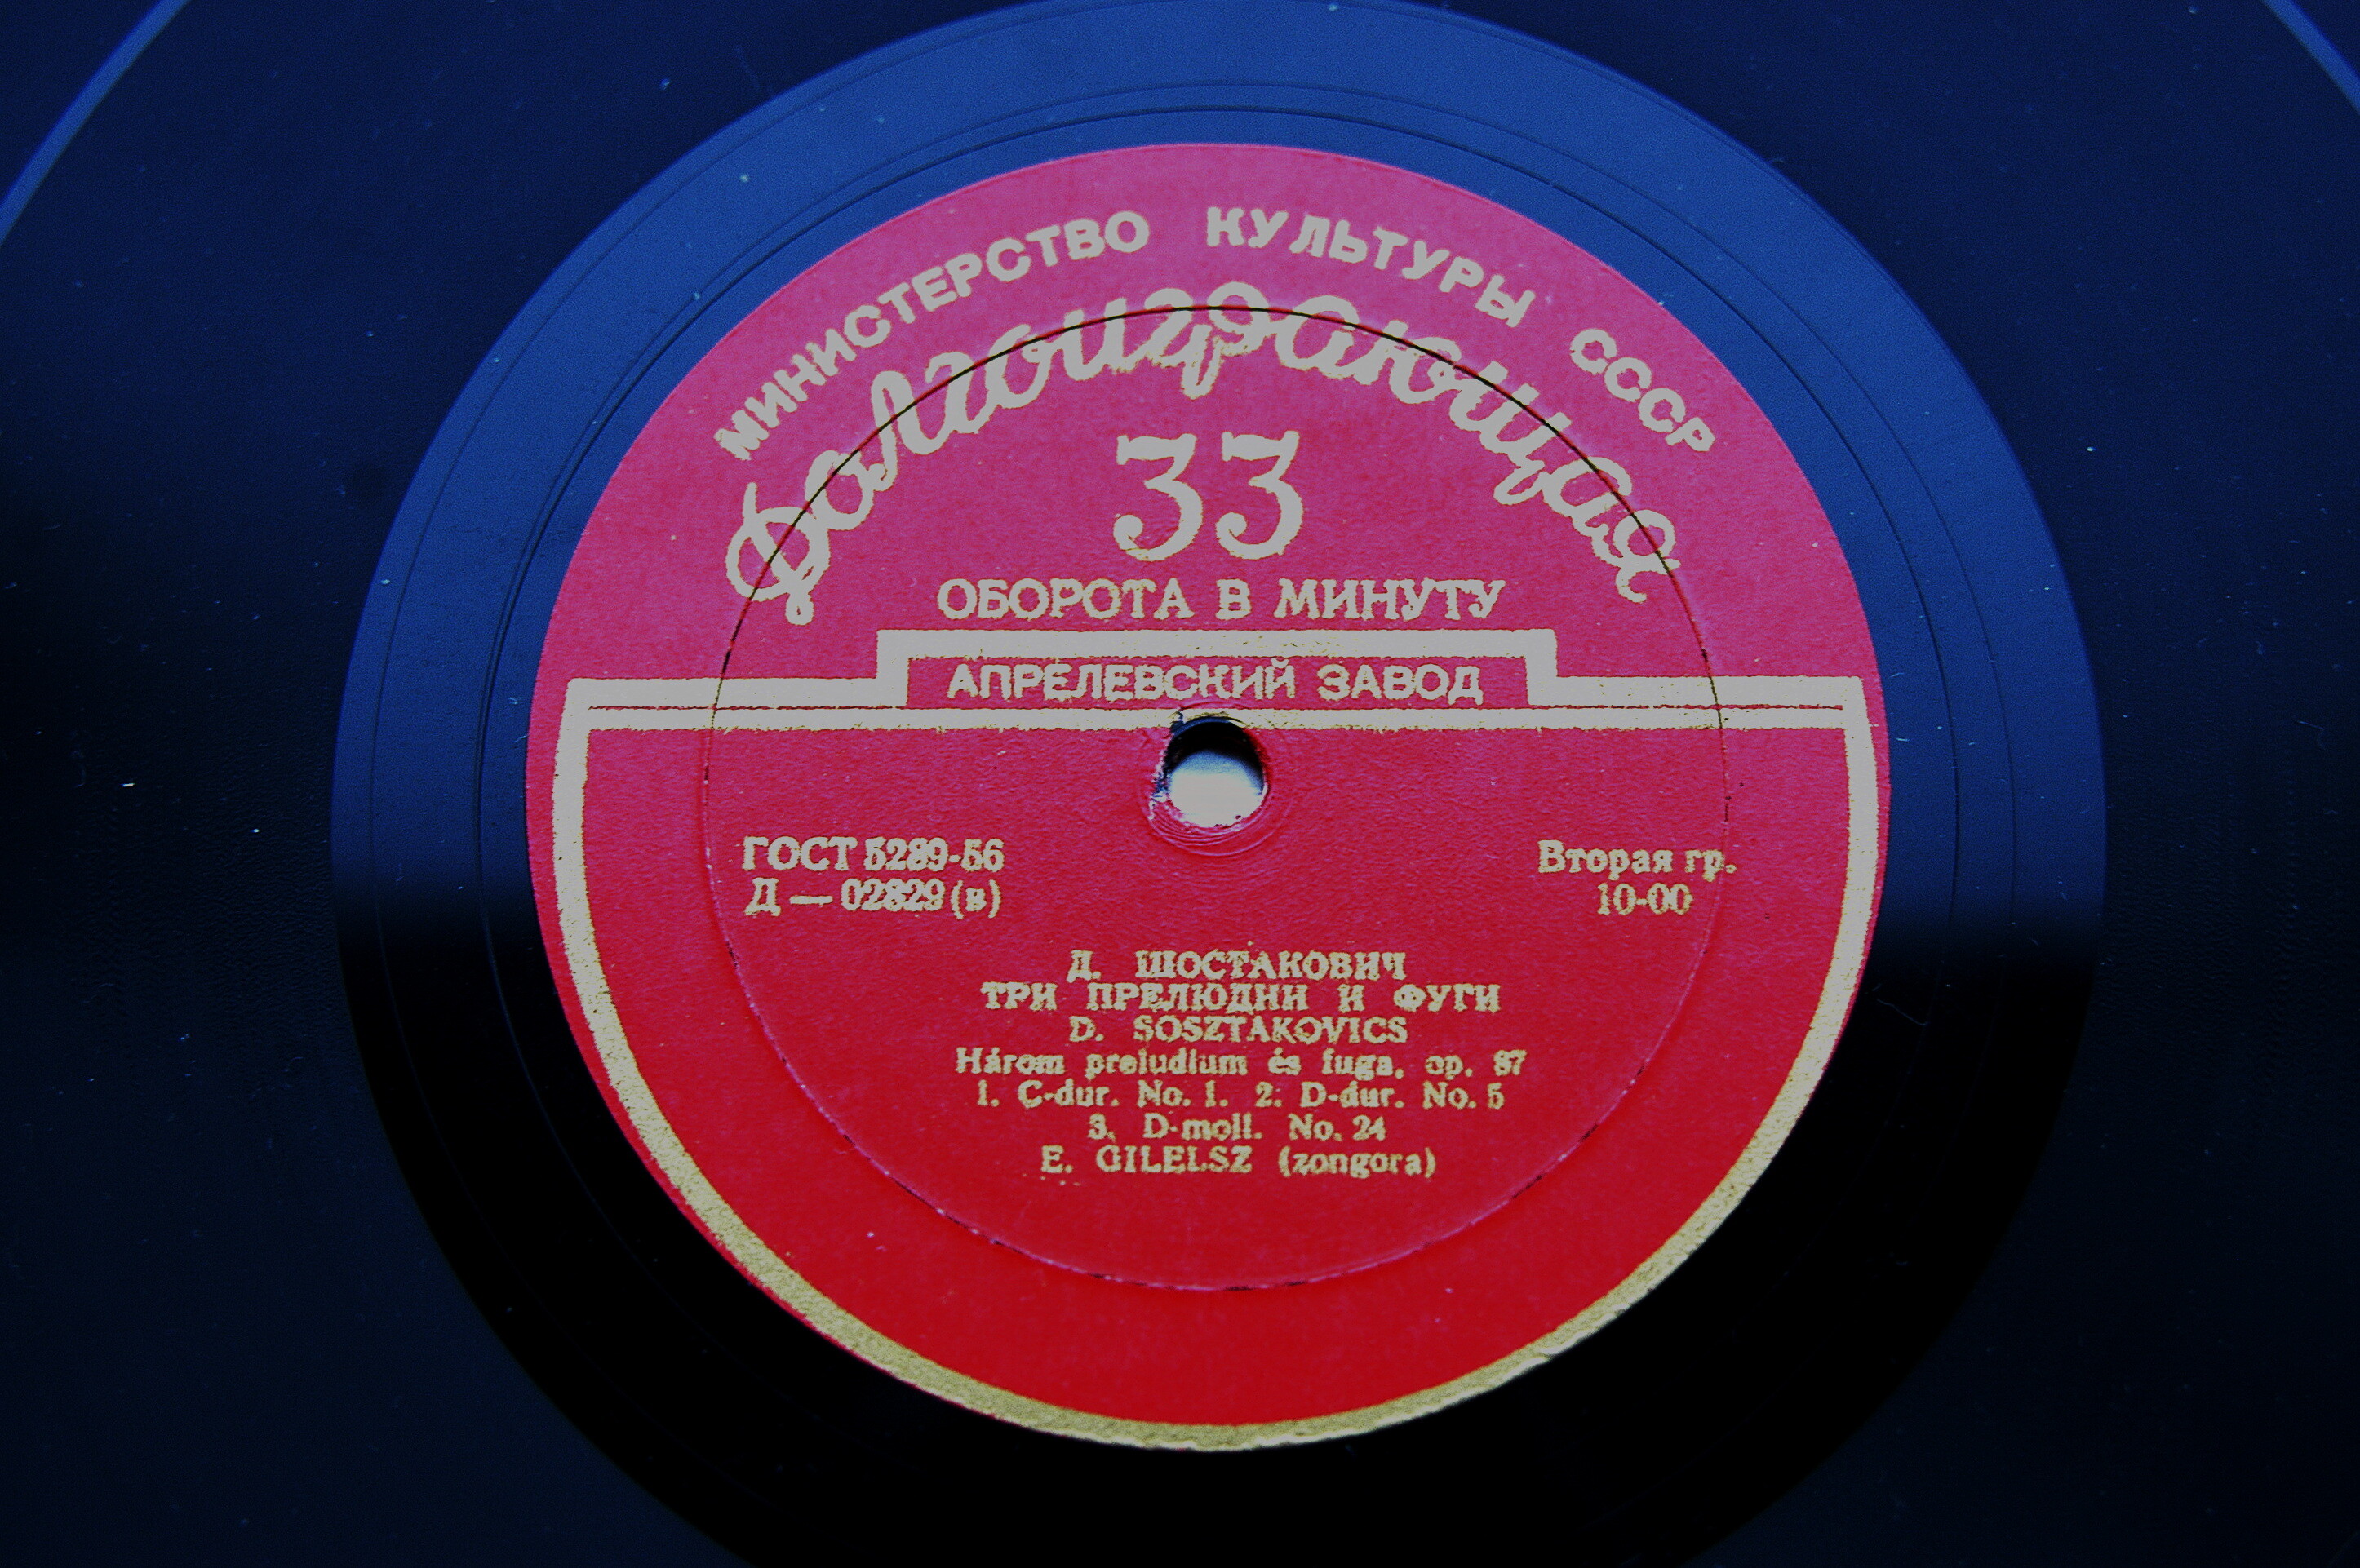 МИНИСТЕРСТВО КУЛЬТУРЫ СССР
Долгоиграющая
33
ОБОРОТА В МИНУТУ
АПРЕЛЕВСКИЙ ЗАВОД
ГОСТ 5289-56
Д — 02829 (в)
Вторая гр.
10-00
Д. ШОСТАКОВИЧ
ТРИ ПРЕЛЮДИИ И ФУГИ
D. SOSZTAKOVICS
Három preludium és fuga, op. 87
1. C-dur. No. 1. 2. D-dur. No. 5
3. D-moll. No. 24
E. GILELSZ (zongora)